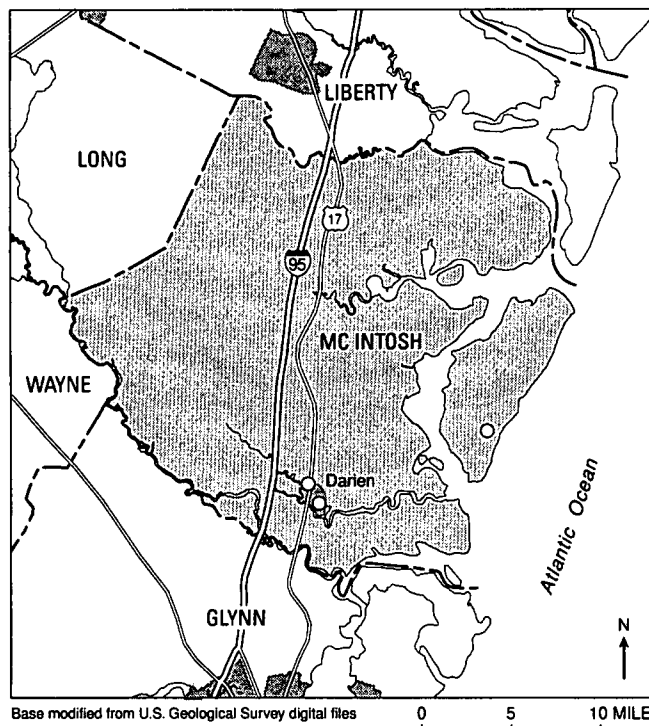 LIBERTY
LONG
17
95
MC INTOSH
WAYNE
Darien
Atlantic Ocean
GLYNN
N
Base modified from U.S. Geological Survey digital files
0 5 10 MILE